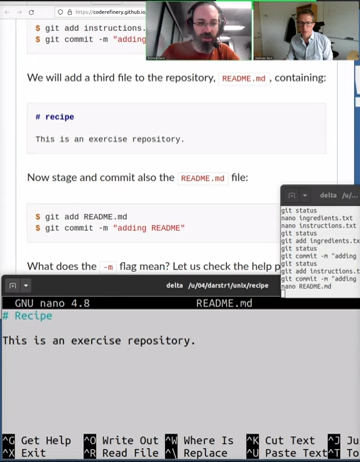 https://coderefinery.github.io
$ git add instructions.
$ git commit -m "adding
We will add a third file to the repository, README.md , containing:
# recipe
This is an exercise repository.
Now stage and commit also the README.md file:
$ git add README.md
$ git commit -m "adding README"
What does the -m flag mean? Let us check the help p
delta /u/
git status
nano ingredients.txt
git status
nano instructions.txt
git status
git add ingredients.tx
git status
git commit -m "adding
git status
git add instructions.t
git commit -m "adding
nano README.md
delta /u/04/darstr1/unix/recipe
GNU nano 4.8 README.md
# Recipe
This is an exercise repository.
^G Get Help ^O Write Out ^W Where Is ^K Cut Text ^J Ju
^X Exit ^R Read File ^\ Replace ^U Paste Text ^T To